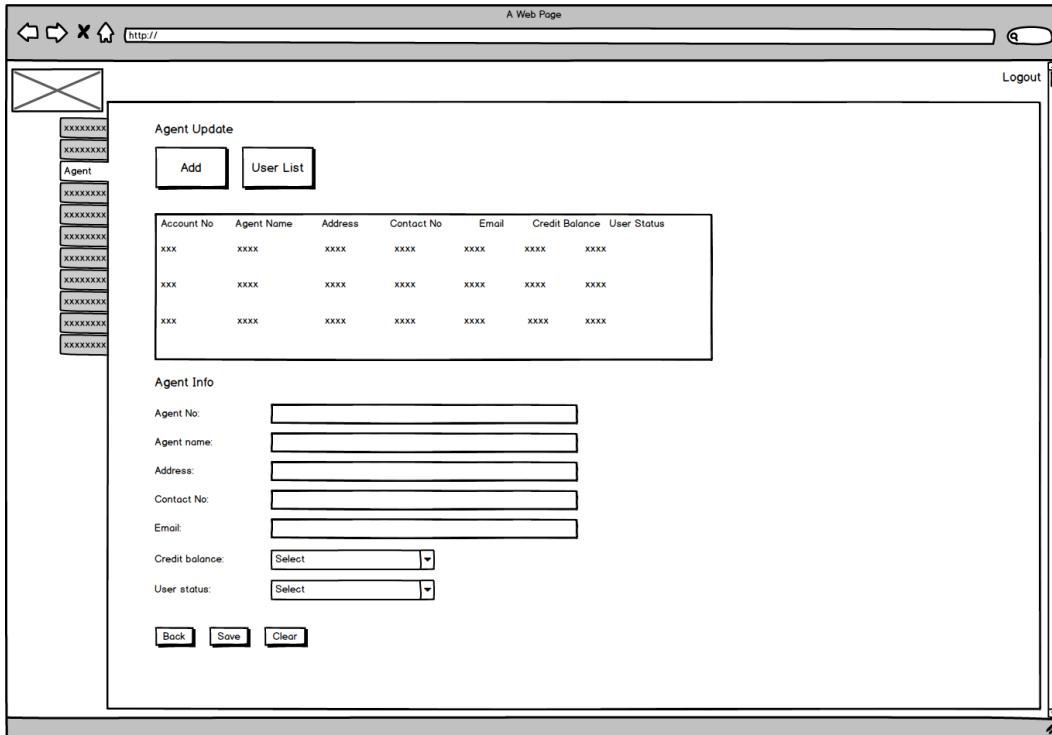 A Web Page
http://
Logout
xxxxxxxx
xxxxxxxx
Agent
xxxxxxxx
xxxxxxxx
xxxxxxxx
xxxxxxxx
xxxxxxxx
xxxxxxxx
xxxxxxxx
xxxxxxxx
Agent Update
Add User List
Account No Agent Name Address Contact No Email Credit Balance User Status
xxx xxxx xxxx xxxx xxxx xxxx xxxx
xxx xxxx xxxx xxxx xxxx xxxx xxxx
xxx xxxx xxxx xxxx xxxx xxxx xxxx
Agent Info
Agent No:
Agent name:
Address:
Contact No:
Email:
Credit balance: Select
User status: Select
Back Save Clear